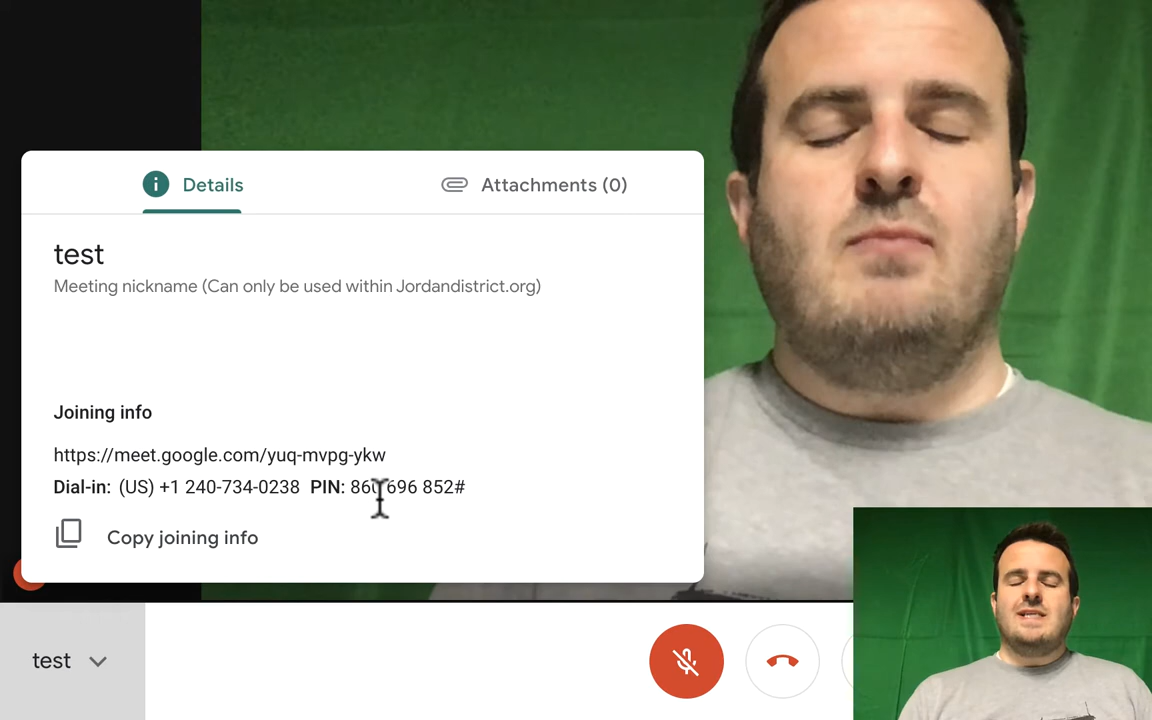 Details
Attachments (0)
test
Meeting nickname (Can only be used within Jordandistrict.org)
Joining info
https://meet.google.com/yuq-mvpg-ykw
Dial-in: (US) +1 240-734-0238 PIN: 696 852#
Copy joining info
test